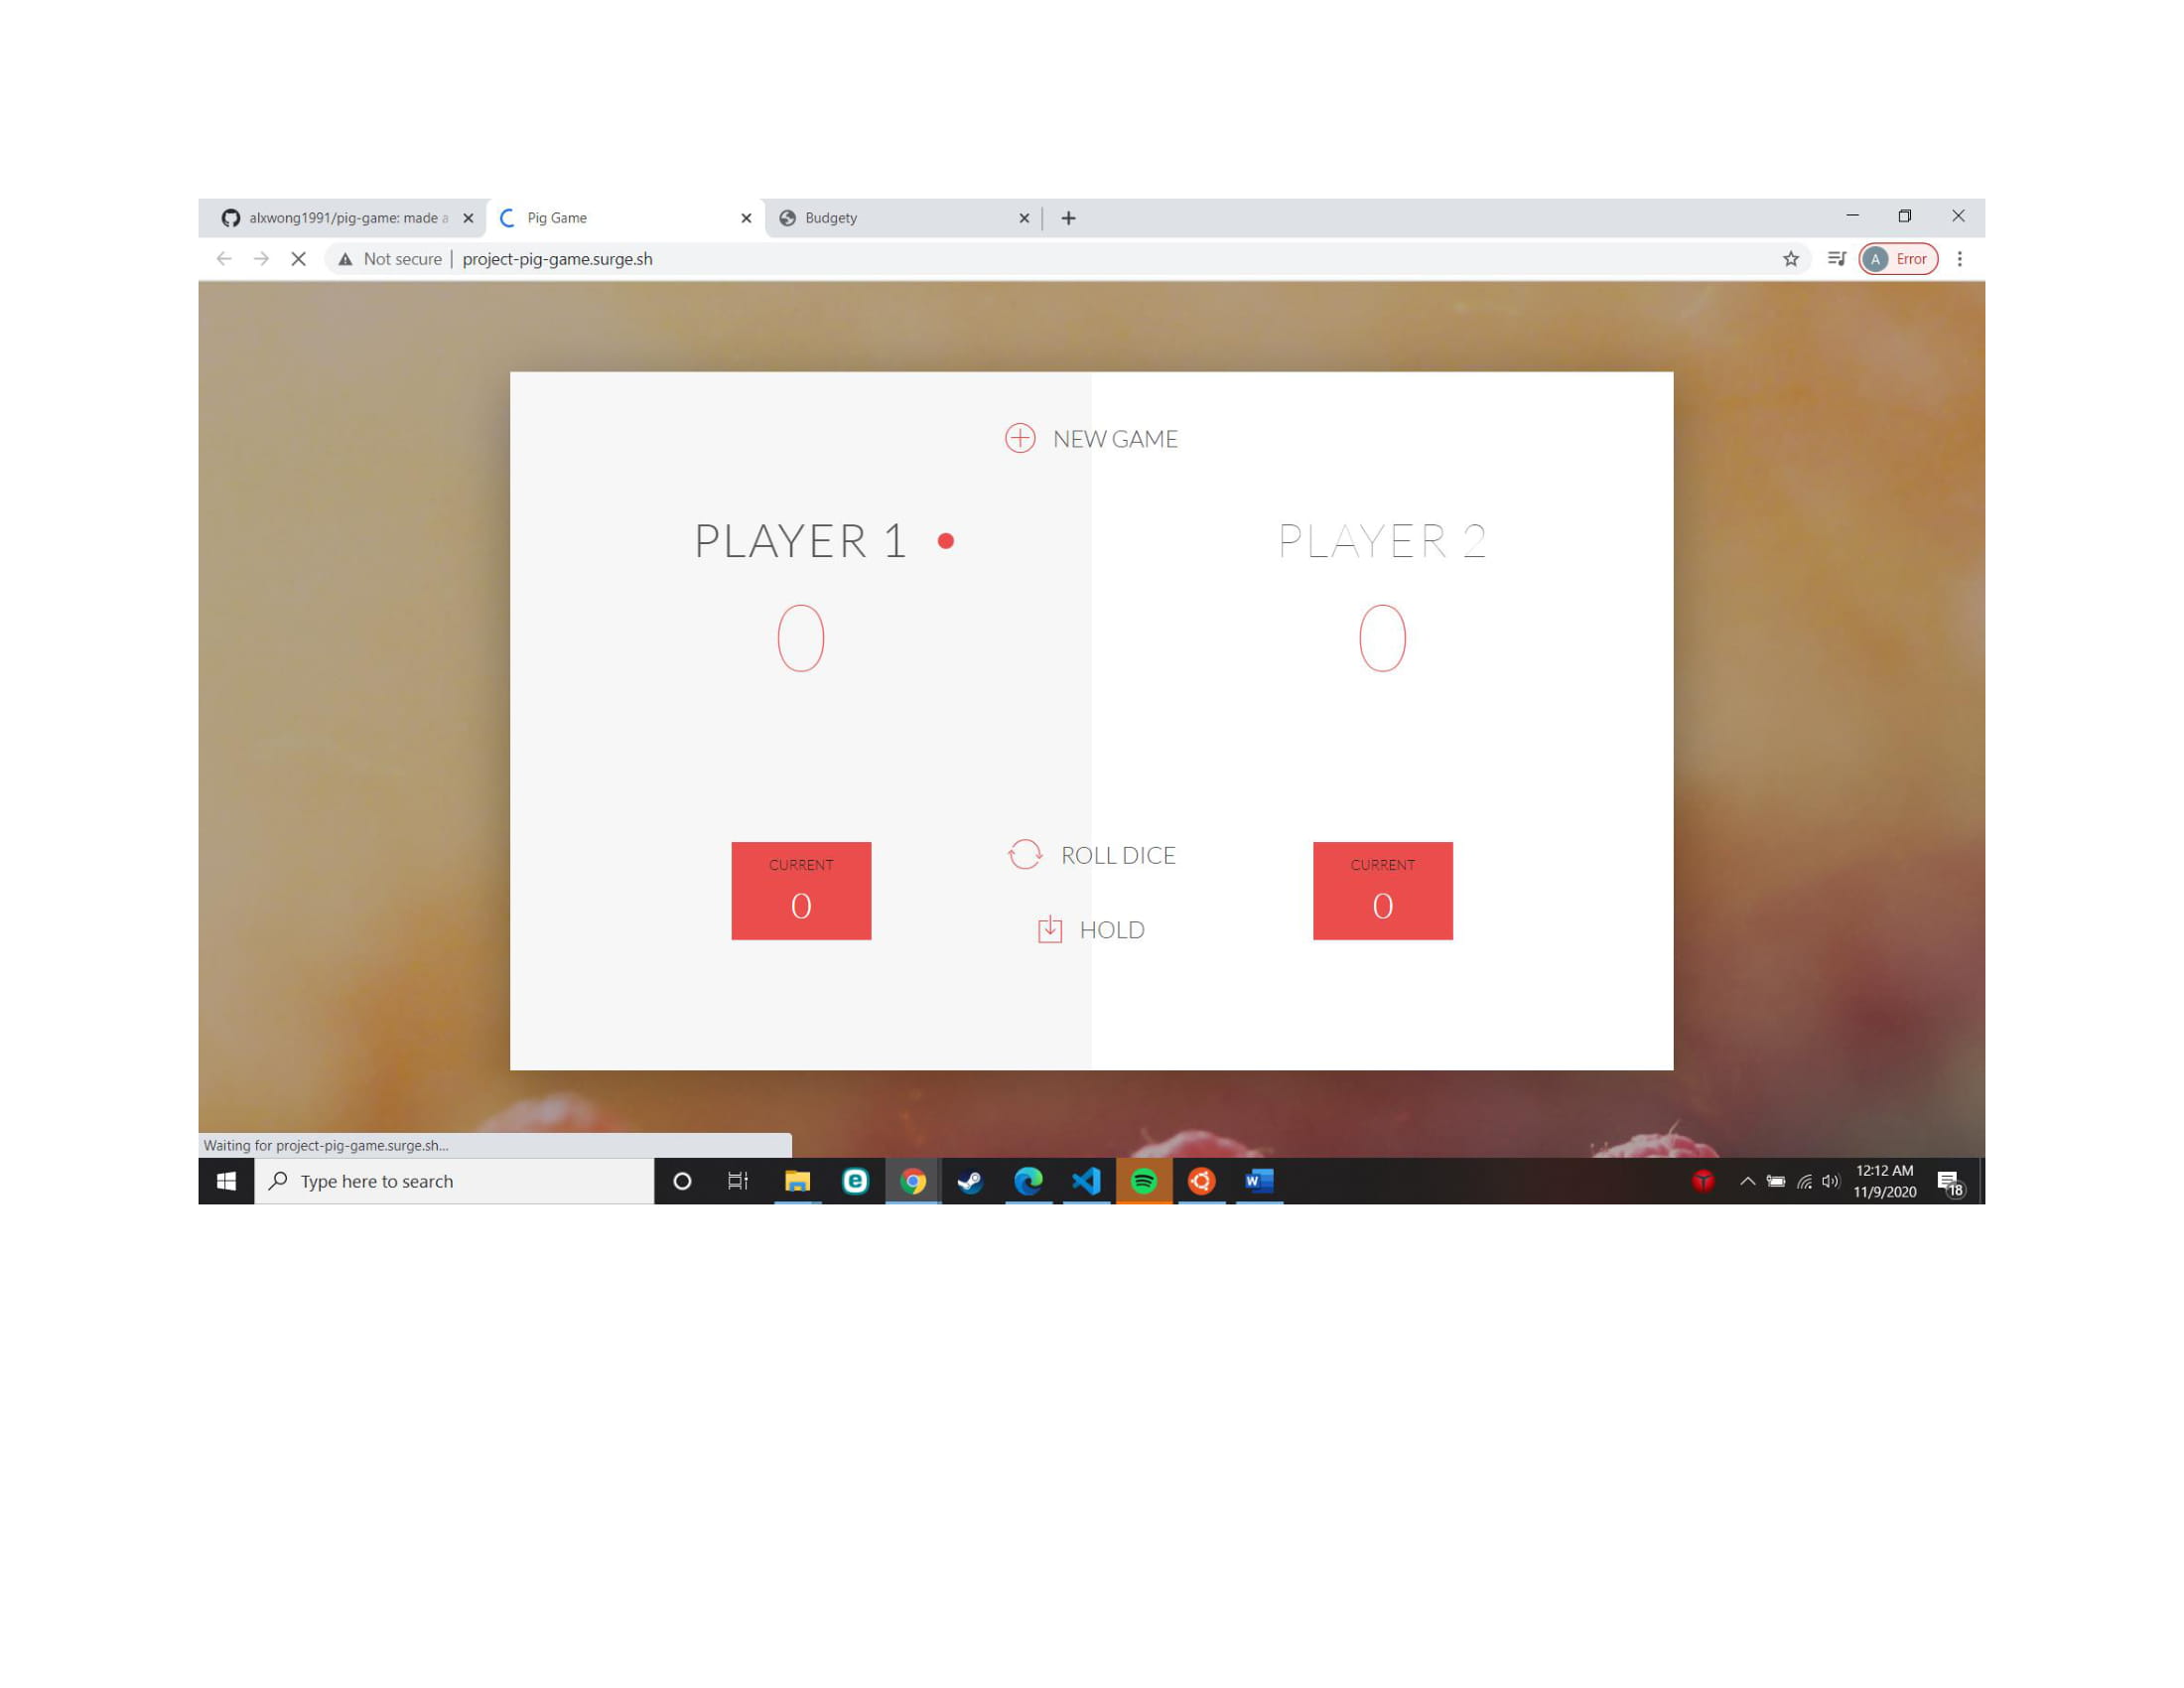 alxwong1991/pig-game: made a
Pig Game
Budgety
Not secure | project-pig-game.surge.sh
A Error
NEW GAME
PLAYER 1
PLAYER 2
0
0
CURRENT
0
ROLL DICE
HOLD
CURRENT
0
Waiting for project-pig-game.surge.sh...
Type here to search
12:12 AM
11/9/2020
18